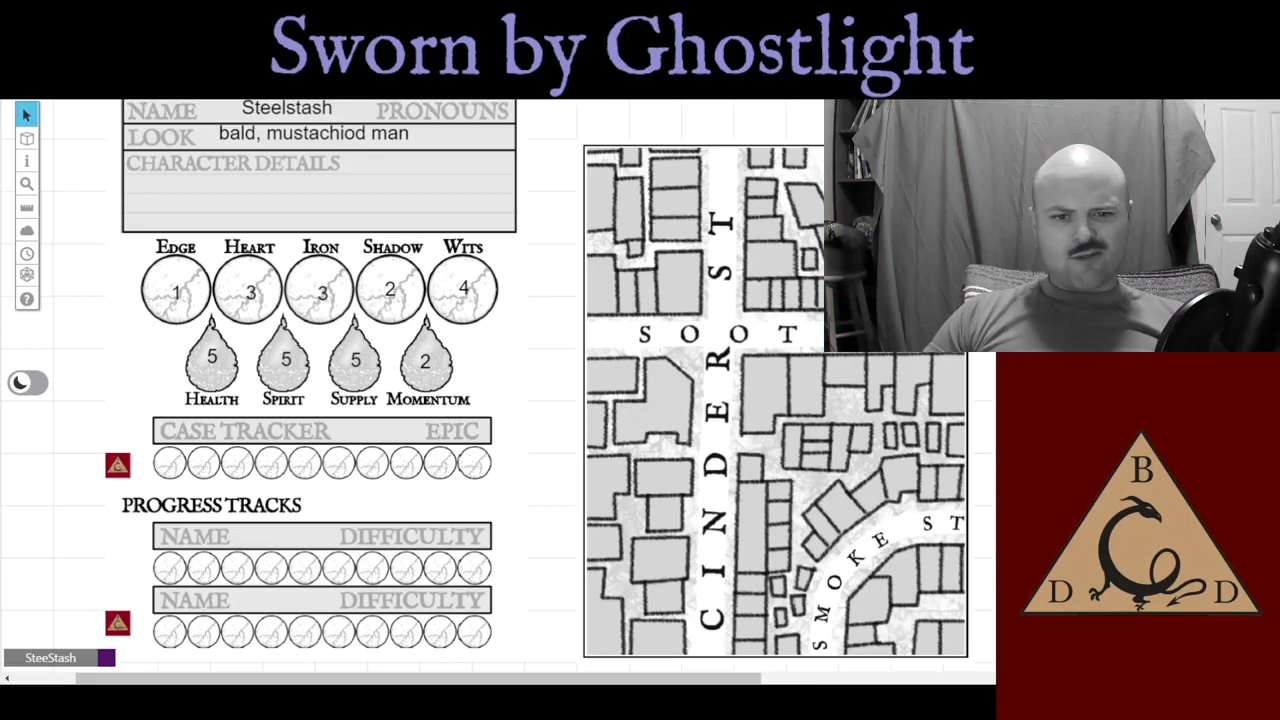 Sworn by Ghostlight
NAME Steelstash PRONOUNS
LOOK bald, mustachiod man
CHARACTER DETAILS
EDGE HEART IRON SHADOW WITS
1 3 3 2 4
5 5 5 2
HEALTH SPIRIT SUPPLY MOMENTUM
CASE TRACKER EPIC
PROGRESS TRACKS
NAME DIFFICULTY
NAME DIFFICULTY
SteeStash
CINDER ST
SOOT
SMOKE ST
B
D D